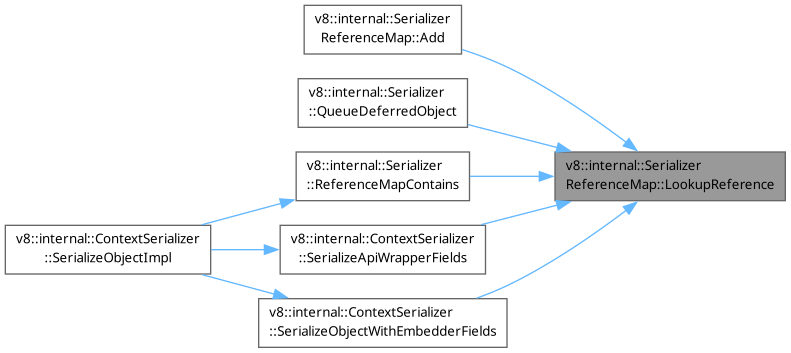 v8::internal::Serializer
ReferenceMap::Add
v8::internal::Serializer
::QueueDeferredObject
v8::internal::Serializer
::ReferenceMapContains
v8::internal::Serializer
ReferenceMap::LookupReference
v8::internal::ContextSerializer
::SerializeObjectImpl
v8::internal::ContextSerializer
::SerializeApiWrapperFields
v8::internal::ContextSerializer
::SerializeObjectWithEmbedderFields